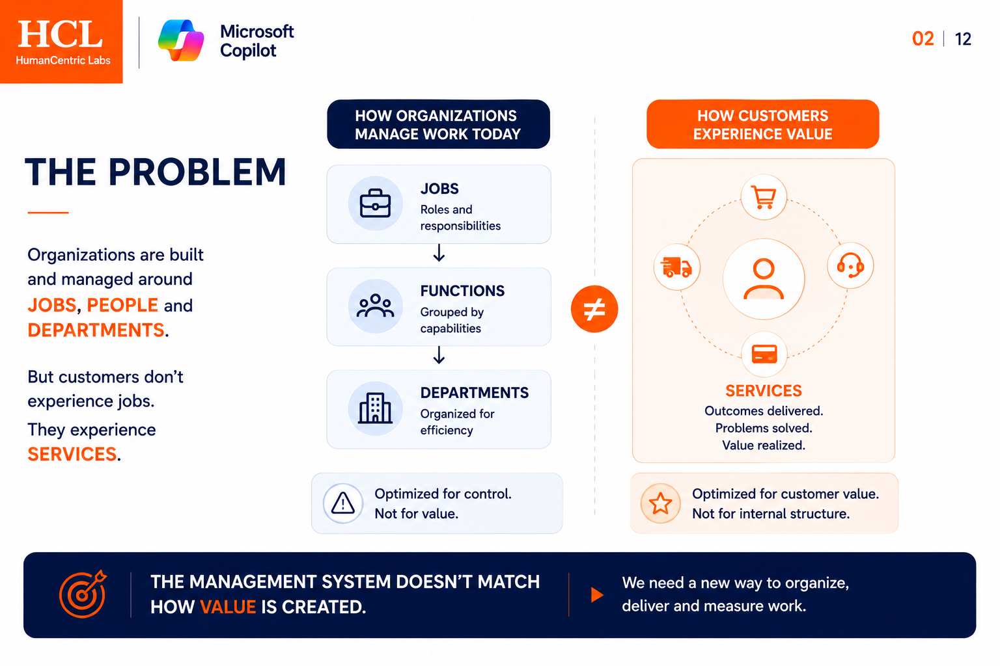 HCL
HumanCentric Labs
Microsoft
Copilot
02 | 12
THE PROBLEM
Organizations are built
and managed around
JOBS, PEOPLE and
DEPARTMENTS.
But customers don't
experience jobs.
They experience
SERVICES.
HOW ORGANIZATIONS
MANAGE WORK TODAY
JOBS
Roles and
responsibilities
FUNCTIONS
Grouped by
capabilities
DEPARTMENTS
Organized for
efficiency
Optimized for control.
Not for value.
≠
HOW CUSTOMERS
EXPERIENCE VALUE
SERVICES
Outcomes delivered.
Problems solved.
Value realized.
Optimized for customer value.
Not for internal structure.
THE MANAGEMENT SYSTEM DOESN'T MATCH
HOW VALUE IS CREATED.
We need a new way to organize,
deliver and measure work.